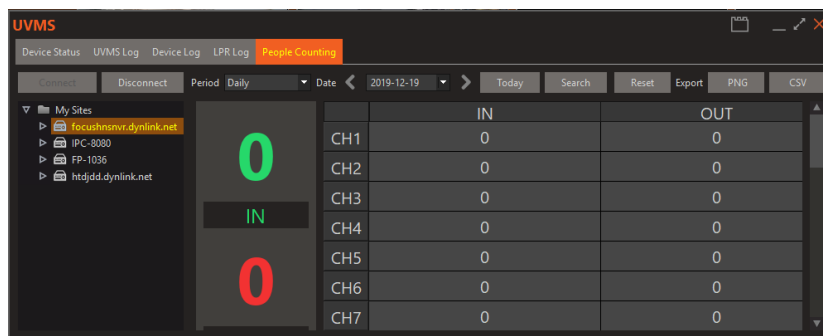 UVMS
Device Status UVMS Log Device Log LPR Log People Counting
Connect Disconnect Period Daily Date 2019-12-19 Today Search Reset Export PNG CSV
My Sites
focushnsnvr.dynlink.net
IPC-8080
FP-1036
htdjdd.dynlink.net
0
IN
0
IN OUT
CH1 0 0
CH2 0 0
CH3 0 0
CH4 0 0
CH5 0 0
CH6 0 0
CH7 0 0